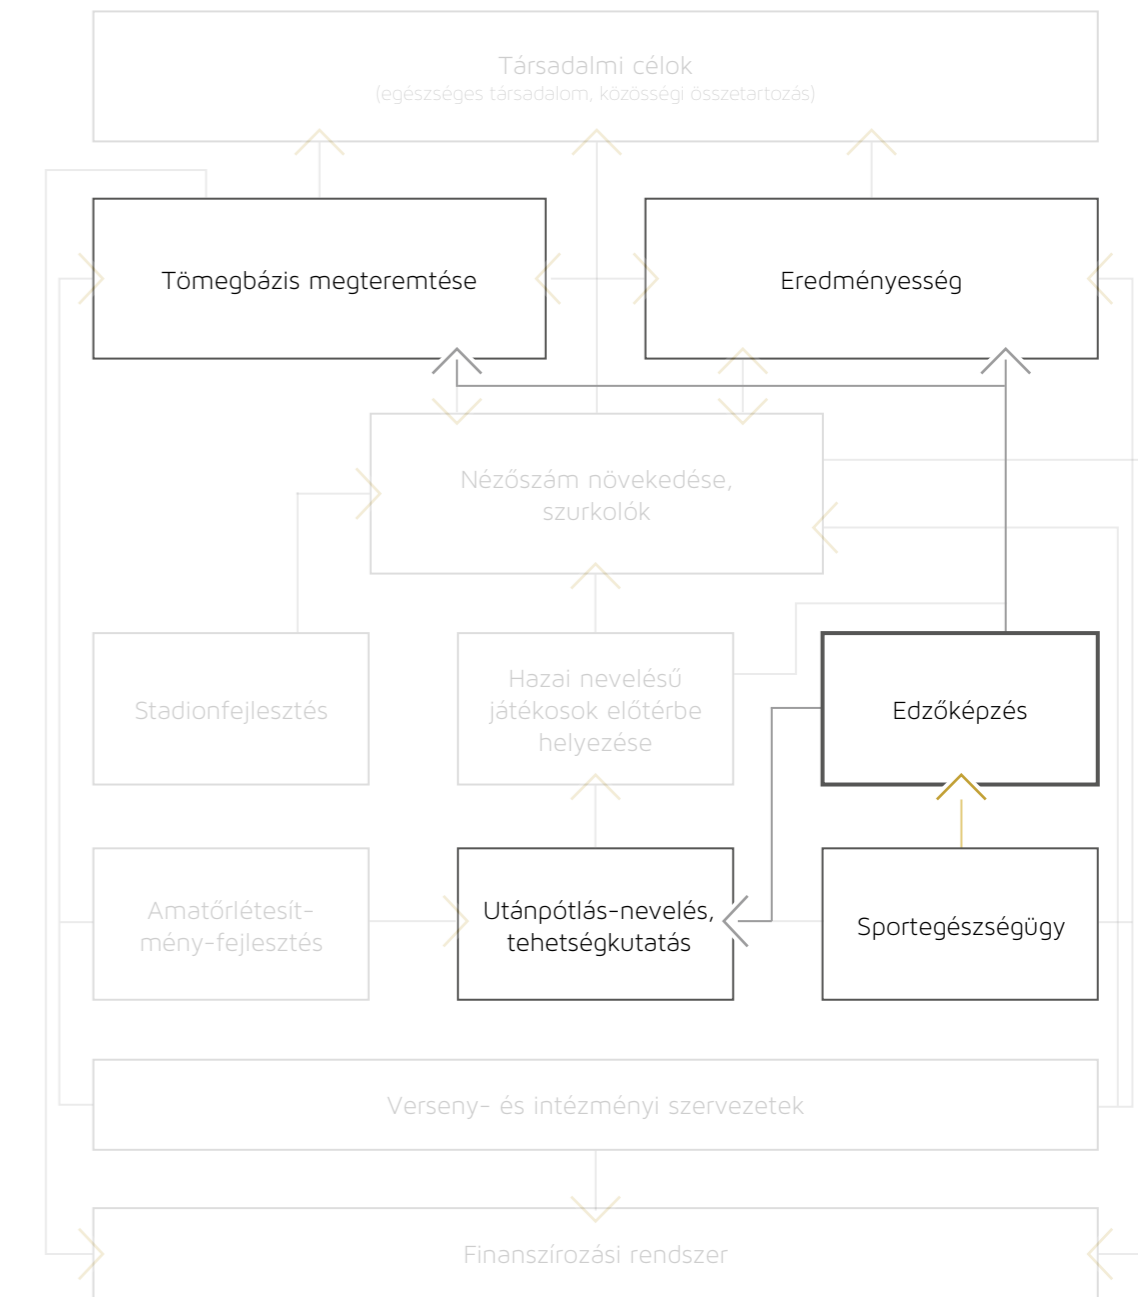 Társadalmi célok
(egészséges társadalom, közösségi összetartozás)
Tömegbázis megteremtése
Eredményesség
Nézőszám növekedése,
szurkolók
Stadionfejlesztés
Hazai nevelésű
játékosok előtérbe
helyezése
Edzőképzés
Amatőrlétesít-
mény-fejlesztés
Utánpótlás-nevelés,
tehetségkutatás
Sportegészségügy
Verseny- és intézményi szervezetek
Finanszírozási rendszer